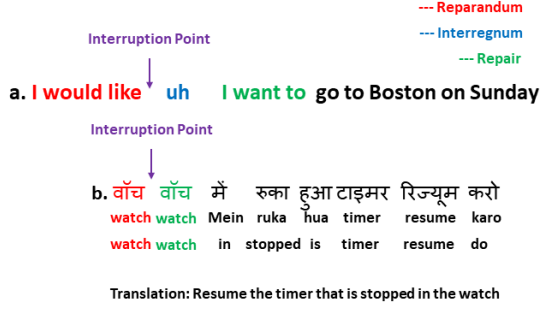 --- Reparandum
--- Interregnum
--- Repair
Interruption Point
a. I would like uh I want to go to Boston on Sunday
Interruption Point
b. वॉच वॉच में रुका हुआ टाइमर रिज्यूम करो
watch watch Mein ruka hua timer resume karo
watch watch in stopped is timer resume do
Translation: Resume the timer that is stopped in the watch